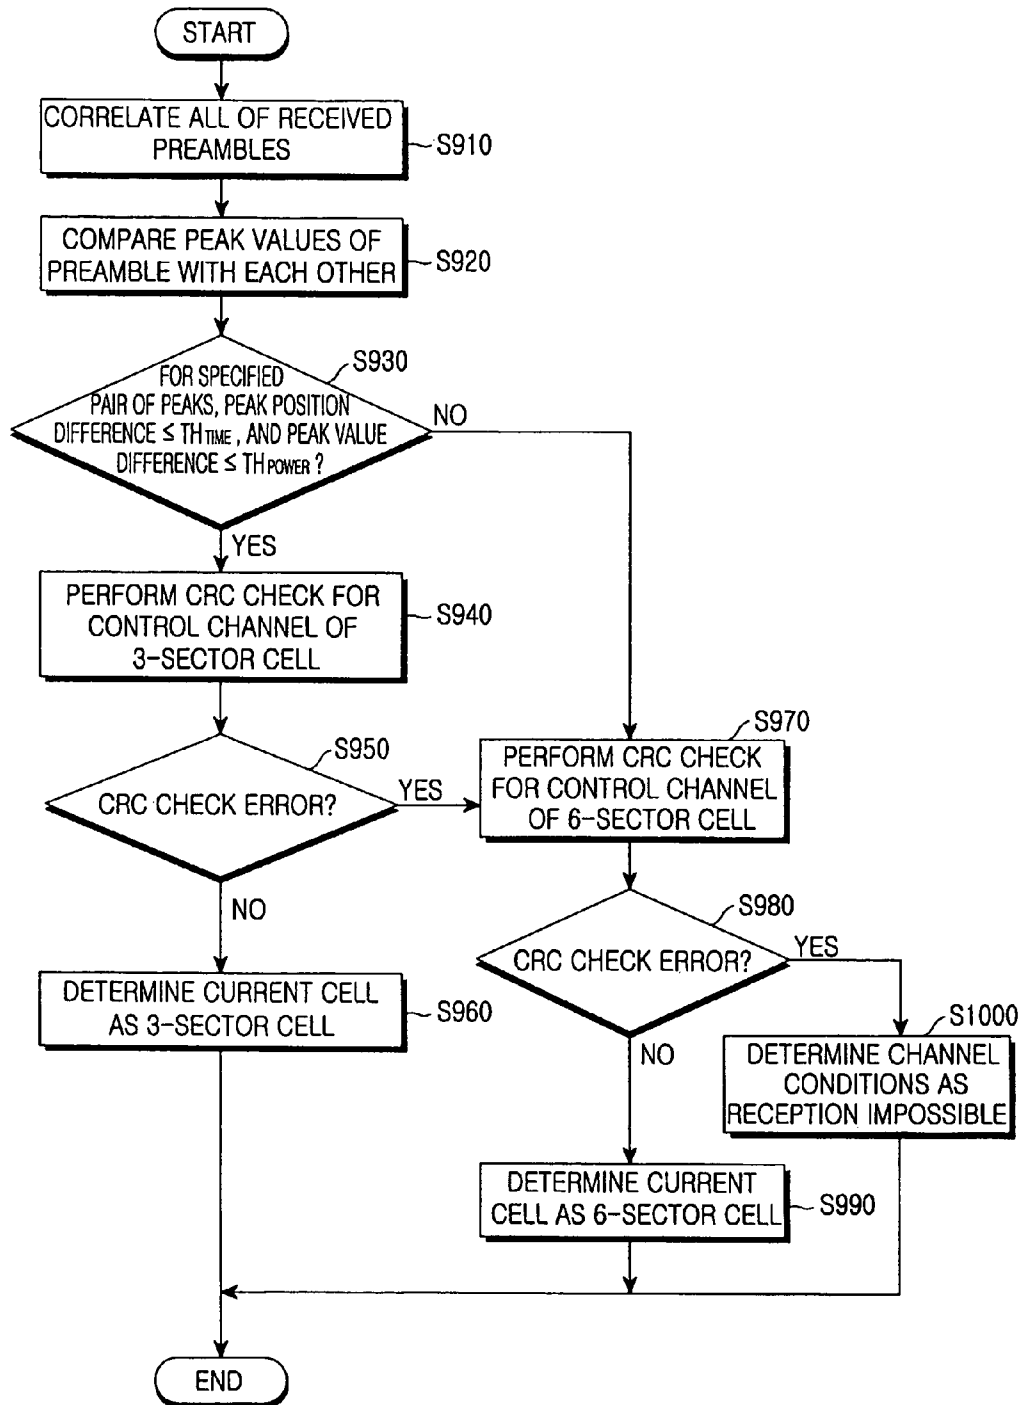 START
CORRELATE ALL OF RECEIVED
PREAMBLES
S910
COMPARE PEAK VALUES OF
PREAMBLE WITH EACH OTHER
S920
S930
FOR SPECIFIED
PAIR OF PEAKS, PEAK POSITION
DIFFERENCE ≤ THTIME, AND PEAK VALUE
DIFFERENCE ≤ THPOWER?
NO
YES
PERFORM CRC CHECK FOR
CONTROL CHANNEL OF
3-SECTOR CELL
S940
S950
CRC CHECK ERROR?
YES
NO
S970
PERFORM CRC CHECK
FOR CONTROL CHANNEL
OF 6-SECTOR CELL
S980
CRC CHECK ERROR?
YES
NO
DETERMINE CURRENT CELL
AS 3-SECTOR CELL
S960
S1000
DETERMINE CHANNEL
CONDITIONS AS
RECEPTION IMPOSSIBLE
DETERMINE CURRENT
CELL AS 6-SECTOR CELL
S990
END